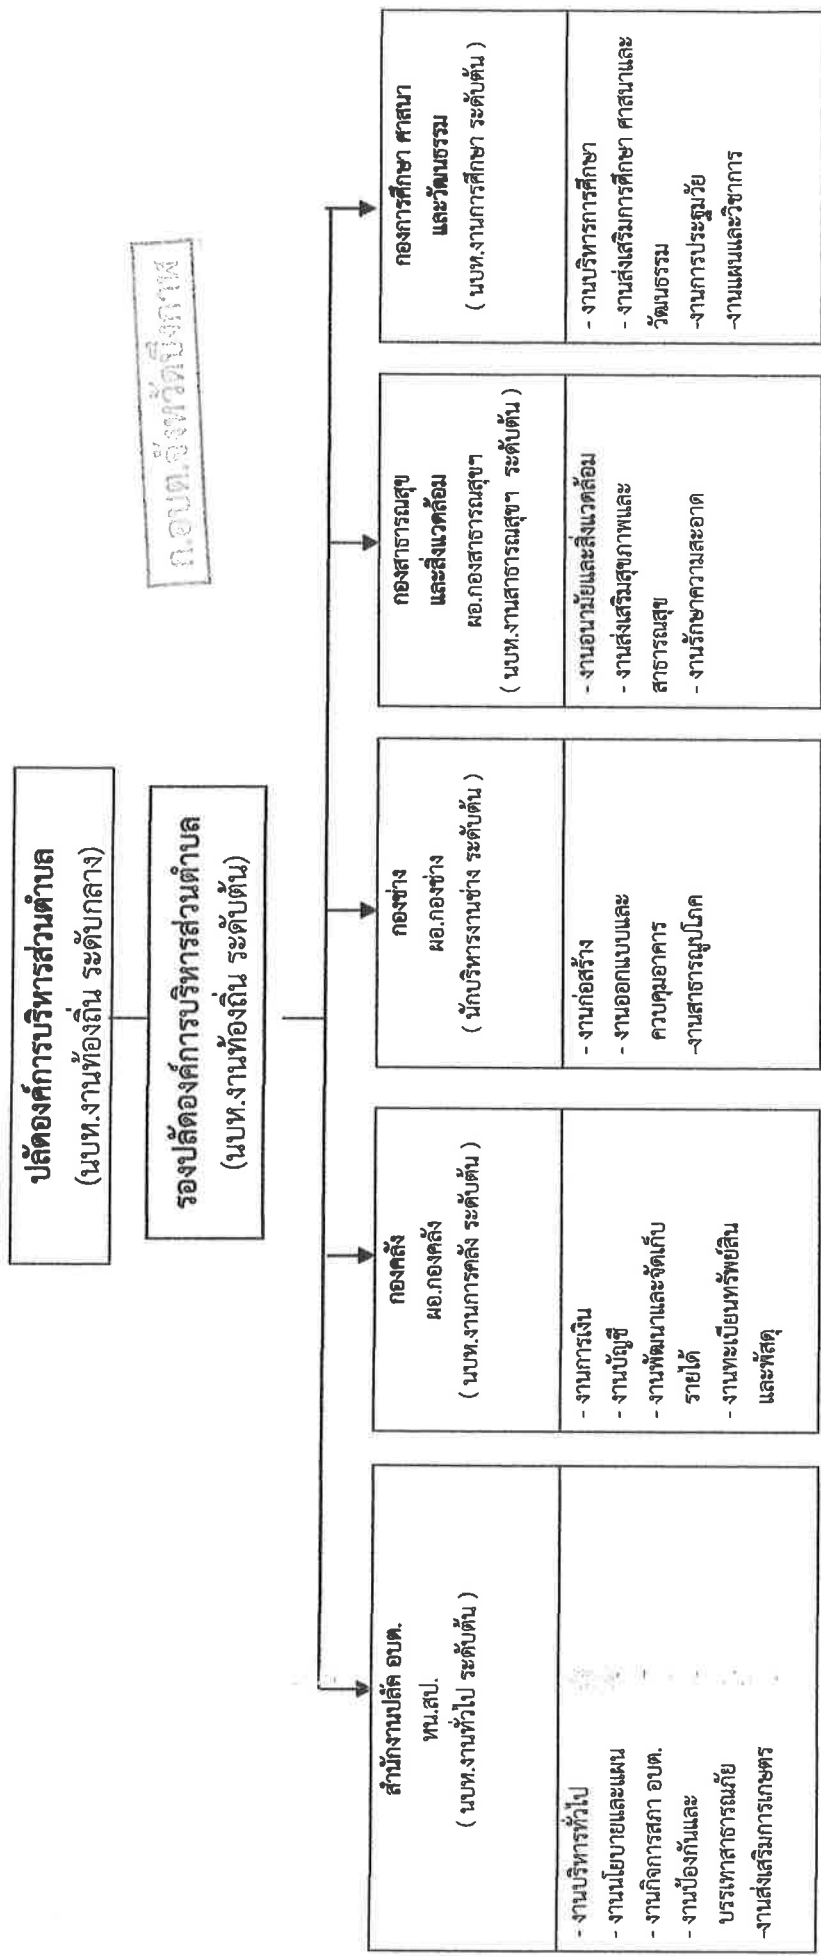 ปลัดองค์การบริหารส่วนตำบล
(นบท.งานท้องถิ่น ระดับกลาง)
รองปลัดองค์การบริหารส่วนตำบล
(นบท.งานท้องถิ่น ระดับต้น)
ก.อบต.จังหวัดบึงกาฬ
สำนักงานปลัด อบต.
หน.สป.
( นบท.งานทั่วไป ระดับต้น )
- งานบริหารทั่วไป
- งานนโยบายและแผน
- งานกิจการสภา อบต.
- งานป้องกันและ
บรรเทาสาธารณภัย
-งานส่งเสริมการเกษตร
กองคลัง
ผอ.กองคลัง
( นบท.งานการคลัง ระดับต้น )
- งานการเงิน
- งานบัญชี
- งานพัฒนาและจัดเก็บ
รายได้
- งานทะเบียนทรัพย์สิน
และพัสดุ
กองช่าง
ผอ.กองช่าง
( นักบริหารงานช่าง ระดับต้น )
- งานก่อสร้าง
- งานออกแบบและ
ควบคุมอาคาร
-งานสาธารณูปโภค
กองสาธารณสุข
และสิ่งแวดล้อม
ผอ.กองสาธารณสุขฯ
( นบท.งานสาธารณสุขฯ ระดับต้น )
- งานอนามัยและสิ่งแวดล้อม
- งานส่งเสริมสุขภาพและ
สาธารณสุข
- งานรักษาความสะอาด
กองการศึกษา ศาสนา
และวัฒนธรรม
( นบท.งานการศึกษา ระดับต้น )
- งานบริหารการศึกษา
- งานส่งเสริมการศึกษา ศาสนาและ
วัฒนธรรม
-งานการประฐมวัย
-งานแผนและวิชาการ